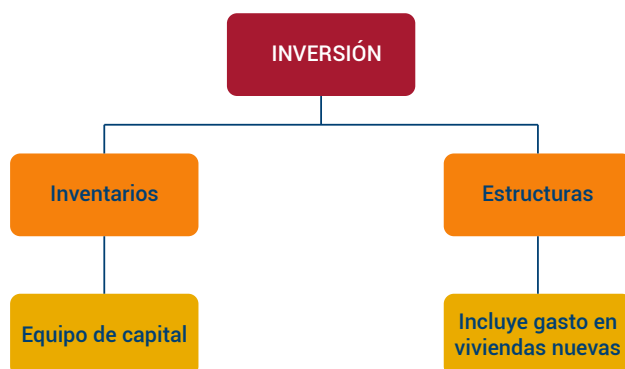 INVERSIÓN
Inventarios
Estructuras
Equipo de capital
Incluye gasto en
viviendas nuevas